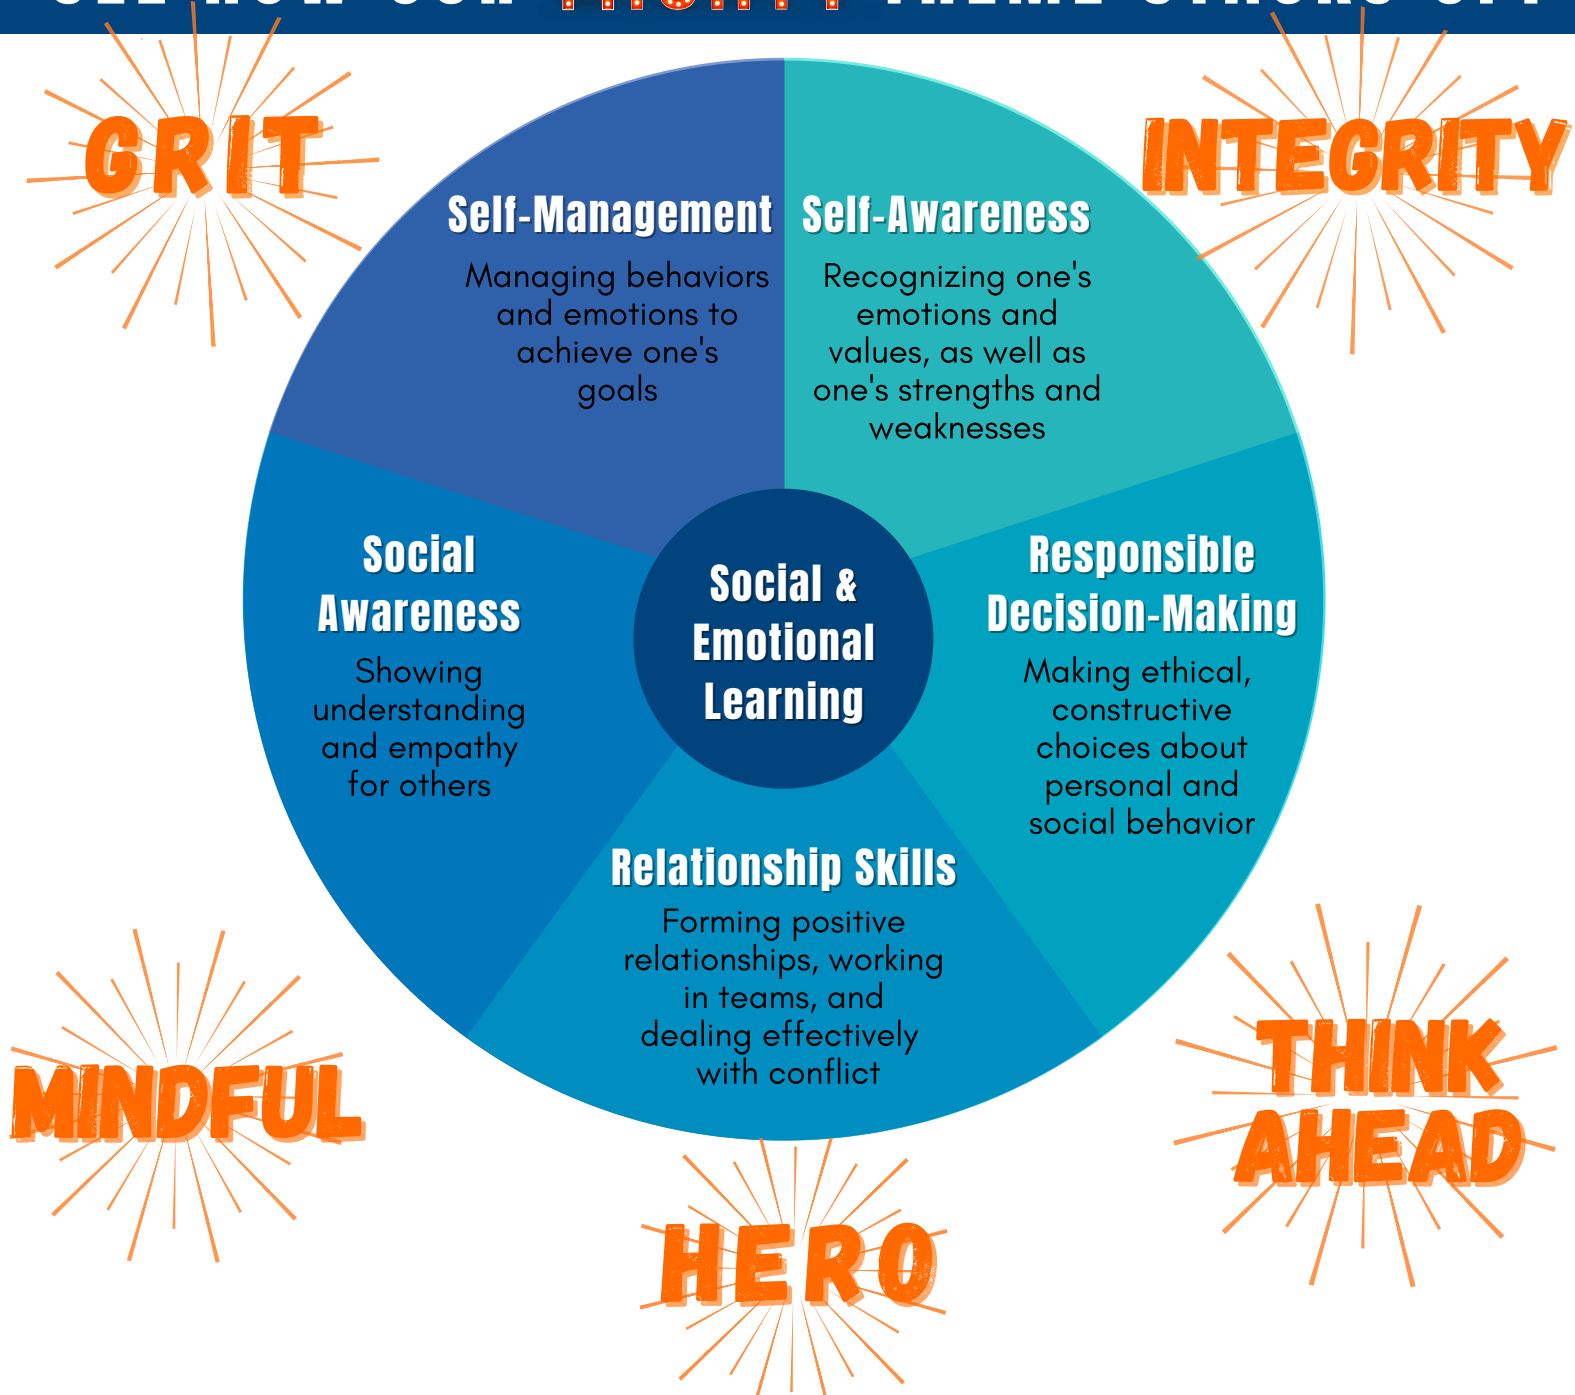 GRIT
INTEGRITY
Self-Management
Managing behaviors
and emotions to
achieve one's
goals
Self-Awareness
Recognizing one's
emotions and
values, as well as
one's strengths and
weaknesses
Social
Awareness
Showing
understanding
and empathy
for others
Social &
Emotional
Learning
Responsible
Decision-Making
Making ethical,
constructive
choices about
personal and
social behavior
Relationship Skills
Forming positive
relationships, working
in teams, and
dealing effectively
with conflict
MINDFUL
THINK
AHEAD
HERO